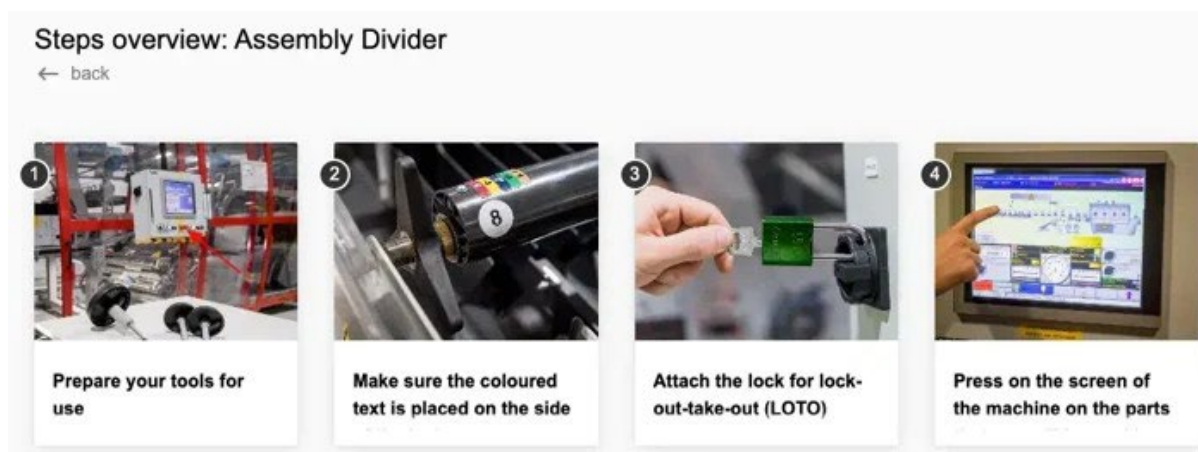 Steps overview: Assembly Divider
← back
1
2
3
4
8
Prepare your tools for
use
Make sure the coloured
text is placed on the side
Attach the lock for lock-
out-take-out (LOTO)
Press on the screen of
the machine on the parts